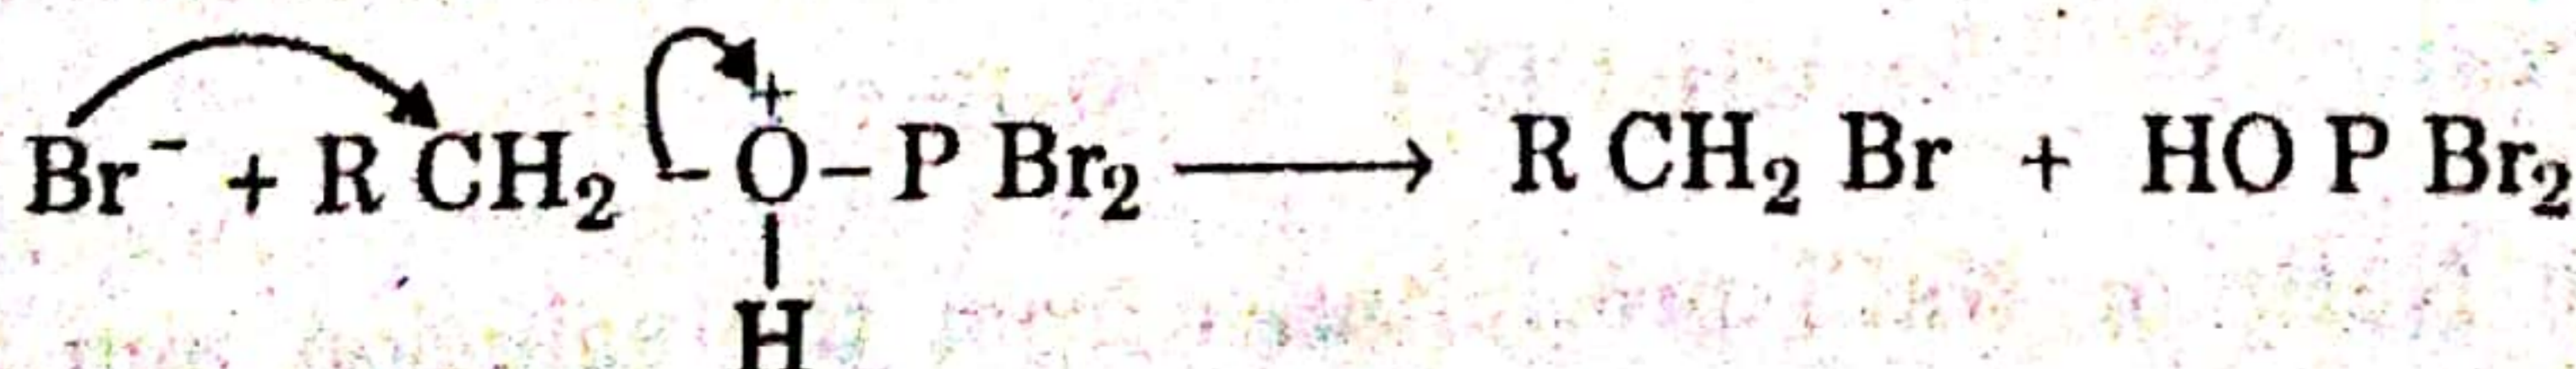 Br⁻ + R CH₂ – O⁺ – P Br₂ ⟶ R CH₂ Br + HO P Br₂
|
H